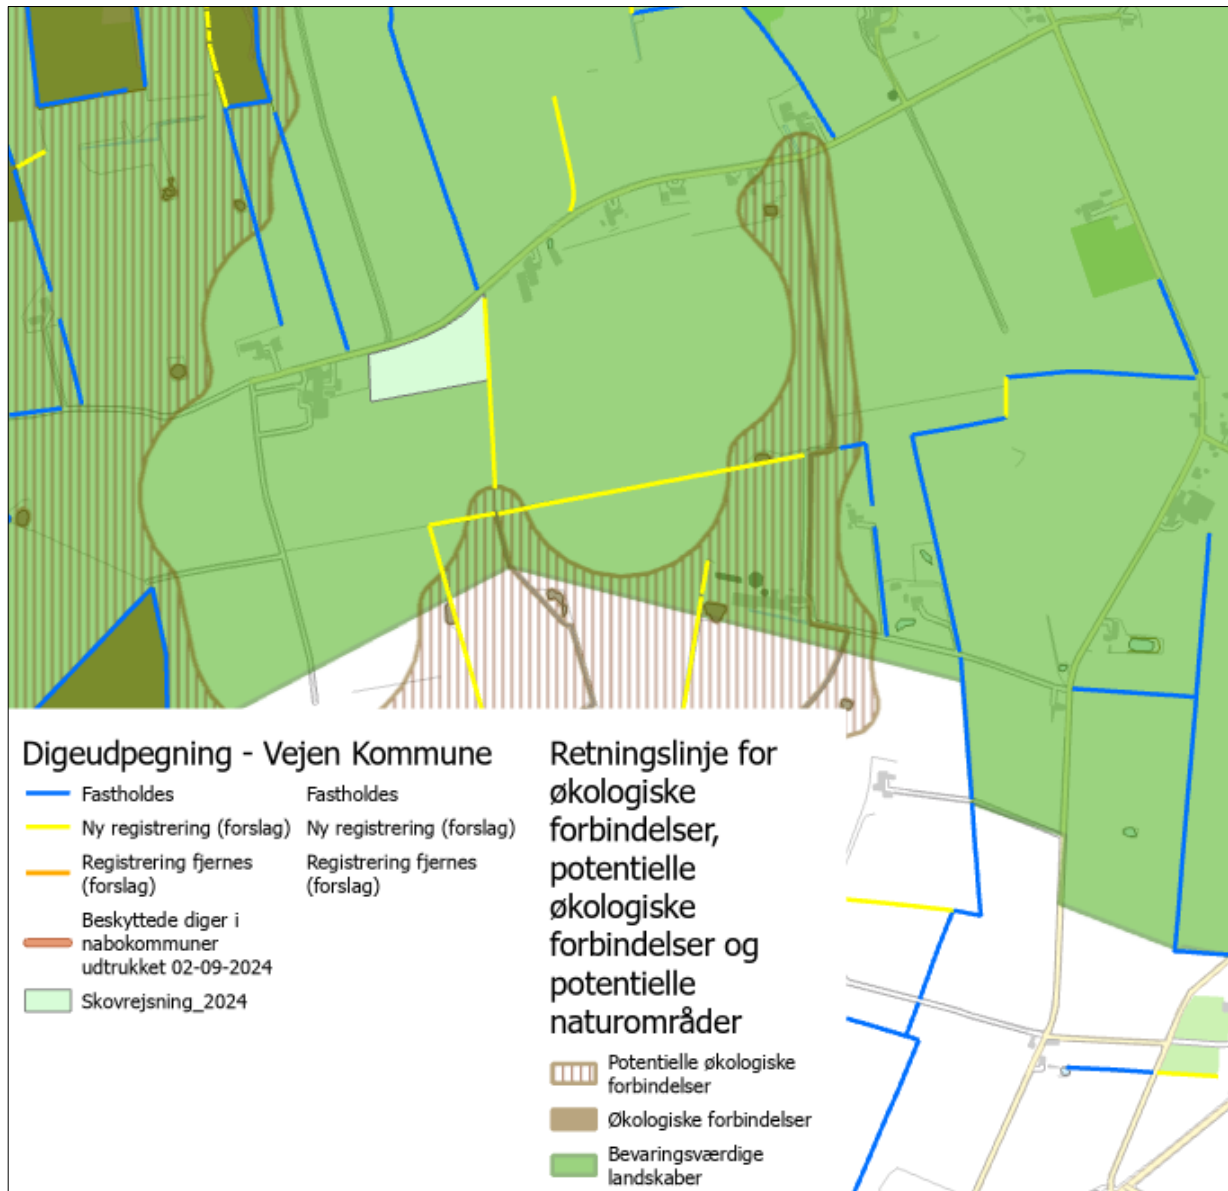 Digeudpegning - Vejen Kommune
Fastholdes
Fastholdes
Ny registrering (forslag)
Ny registrering (forslag)
Registrering fjernes
(forslag)
Registrering fjernes
(forslag)
Beskyttede diger i
nabokommuner
udtrukket 02-09-2024
Skovrejsning_2024
Retningslinje for
økologiske
forbindelser,
potentielle
økologiske
forbindelser og
potentielle
naturområder
Potentielle økologiske
forbindelser
Økologiske forbindelser
Bevaringsværdige
landskaber